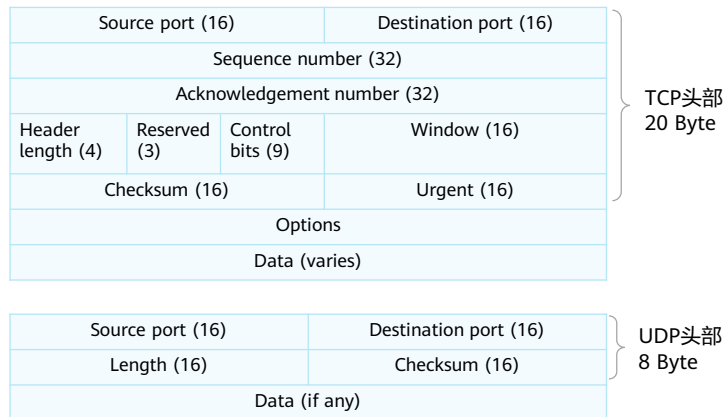 Source port (16) Destination port (16)
Sequence number (32)
Acknowledgement number (32)
Header length (4) Reserved (3) Control bits (9) Window (16)
Checksum (16) Urgent (16)
Options
Data (varies)
TCP头部
20 Byte
Source port (16) Destination port (16)
Length (16) Checksum (16)
Data (if any)
UDP头部
8 Byte